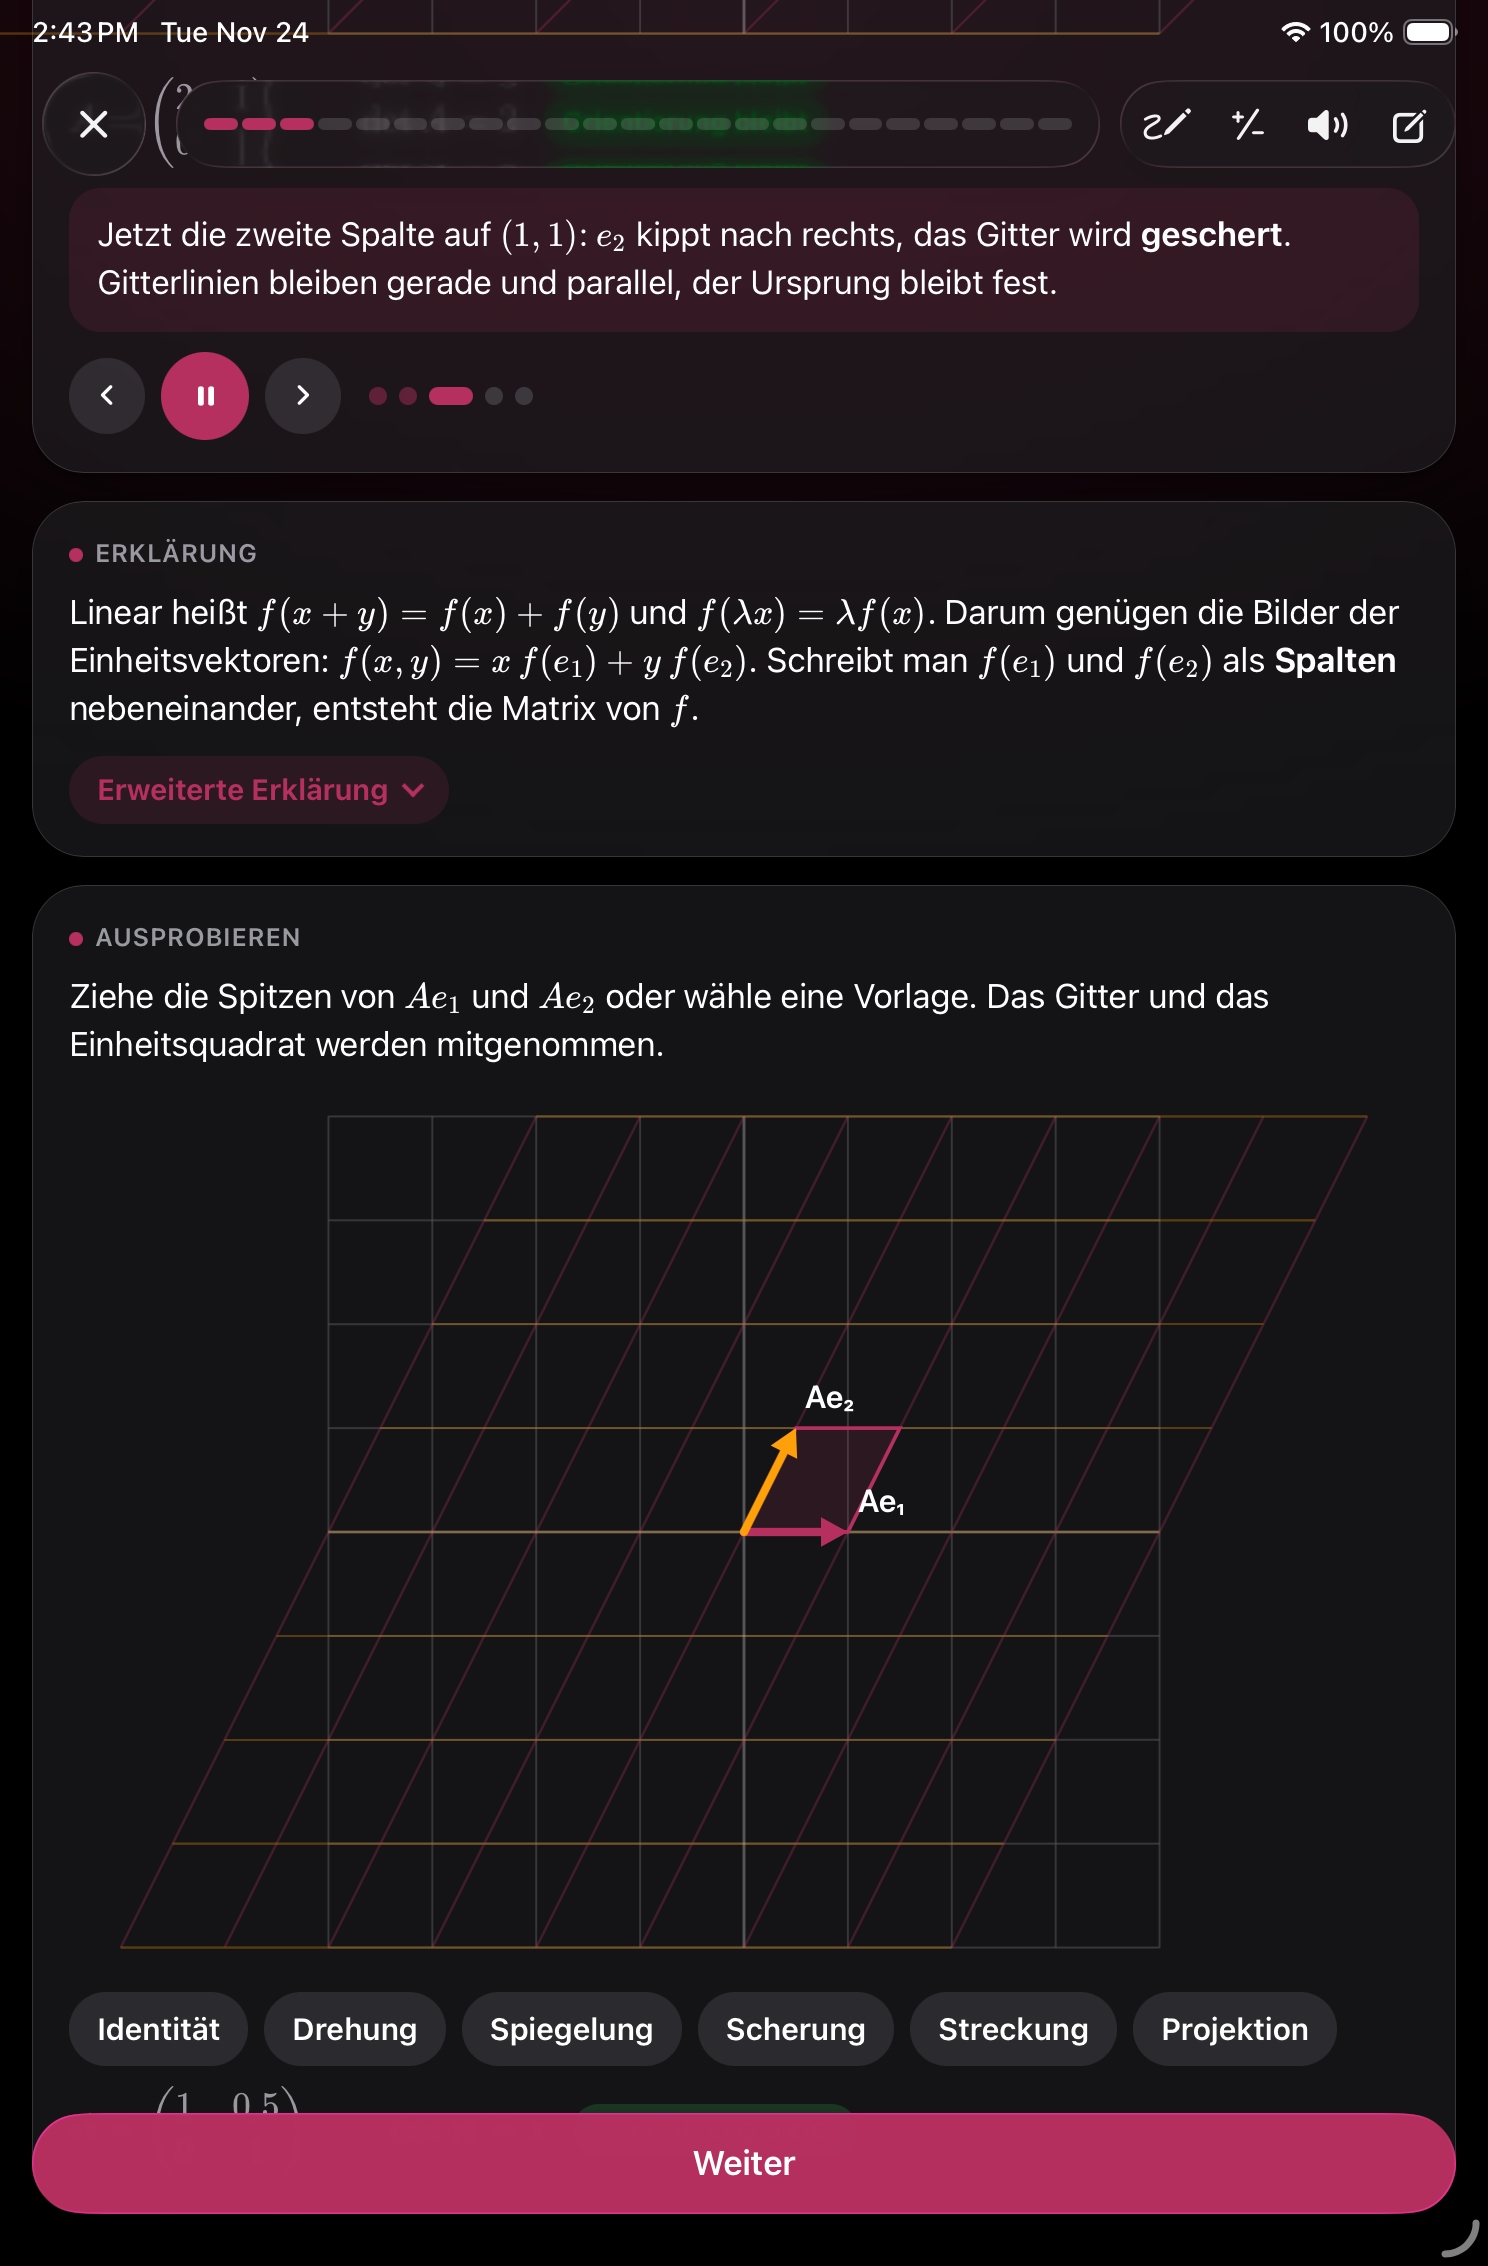 2:43 PM Tue Nov 24
100%
Jetzt die zweite Spalte auf (1, 1): e₂ kippt nach rechts, das Gitter wird geschert.
Gitterlinien bleiben gerade und parallel, der Ursprung bleibt fest.
ERKLÄRUNG
Linear heißt f(x + y) = f(x) + f(y) und f(λx) = λf(x). Darum genügen die Bilder der
Einheitsvektoren: f(x, y) = x f(e₁) + y f(e₂). Schreibt man f(e₁) und f(e₂) als Spalten
nebeneinander, entsteht die Matrix von f.
Erweiterte Erklärung
AUSPROBIEREN
Ziehe die Spitzen von Ae₁ und Ae₂ oder wähle eine Vorlage. Das Gitter und das
Einheitsquadrat werden mitgenommen.
Ae₂
Ae₁
Identität Drehung Spiegelung Scherung Streckung Projektion
(1 0.5)
Weiter